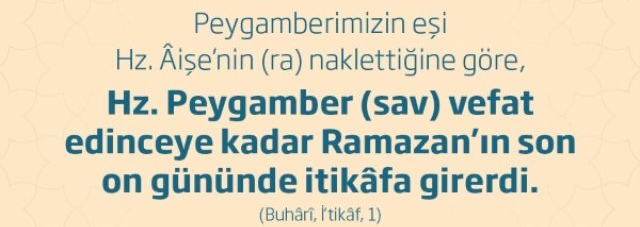 Peygamberimizin eşi
Hz. Âişe’nin (ra) naklettiğine göre,
Hz. Peygamber (sav) vefat
edinceye kadar Ramazan’ın son
on gününde itikâfa girerdi.
(Buhârî, İ’tikâf, 1)